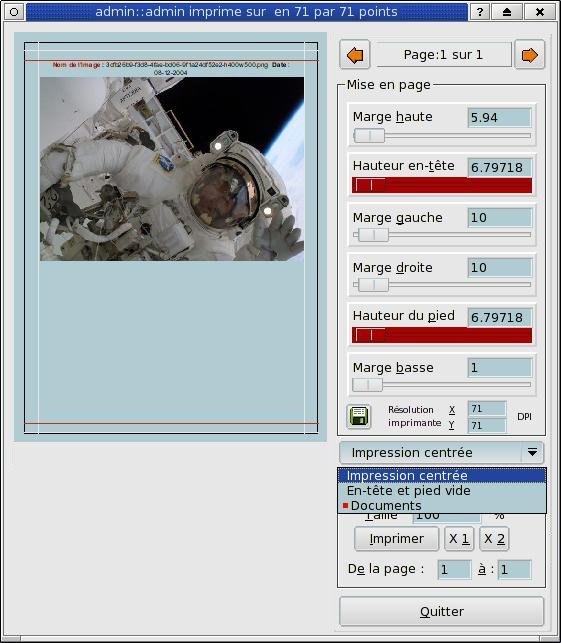 admin::admin imprime sur en 71 par 71 points
?
Nom de l'Image : 3cfb26b9-f3d8-4fae-bd06-9f1a24df52e2-h400w500.png Date :
08-12-2004
Page:1 sur 1
Mise en page
Marge haute 5.94
Hauteur en-tête 6.79718
Marge gauche 10
Marge droite 10
Hauteur du pied 6.79718
Marge basse 1
Résolution X 71 DPI
imprimante Y 71
Impression centrée
Impression centrée
En-tête et pied vide
Documents
Taille 100 %
Imprimer X 1 X 2
De la page : 1 à : 1
Quitter